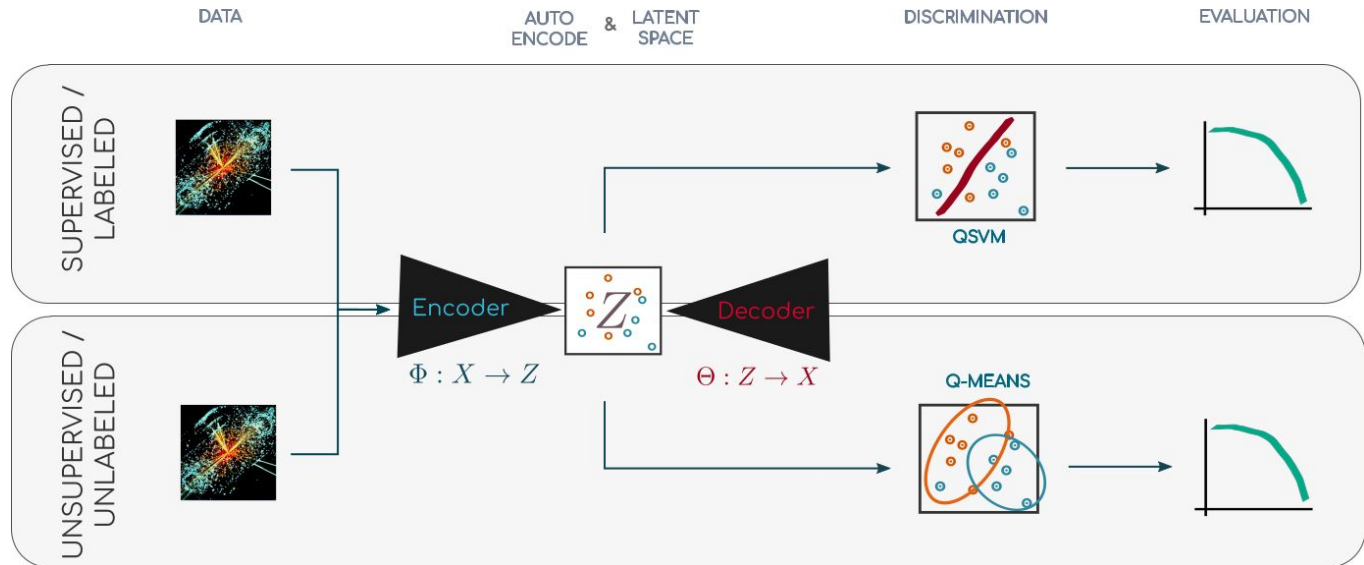 DATA
AUTO ENCODE & LATENT SPACE
DISCRIMINATION
EVALUATION
SUPERVISED /
LABELED
QSVM
Encoder
Z
Decoder
Φ : X → Z
Θ : Z → X
UNSUPERVISED /
UNLABELED
Q-MEANS